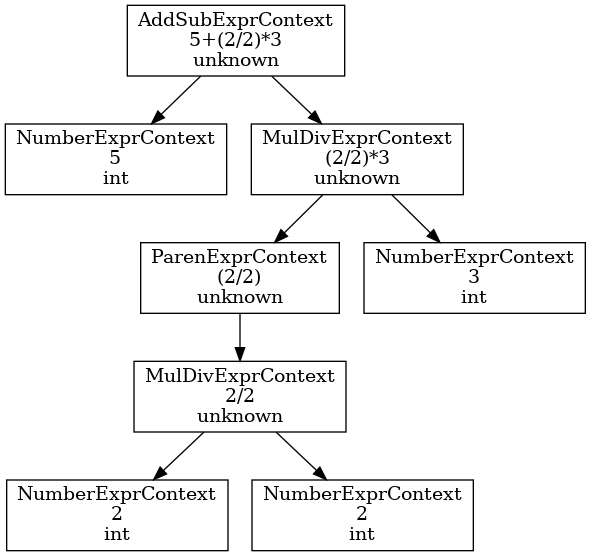 AddSubExprContext
5+(2/2)*3
unknown
NumberExprContext
5
int
MulDivExprContext
(2/2)*3
unknown
ParenExprContext
(2/2)
unknown
NumberExprContext
3
int
MulDivExprContext
2/2
unknown
NumberExprContext
2
int
NumberExprContext
2
int